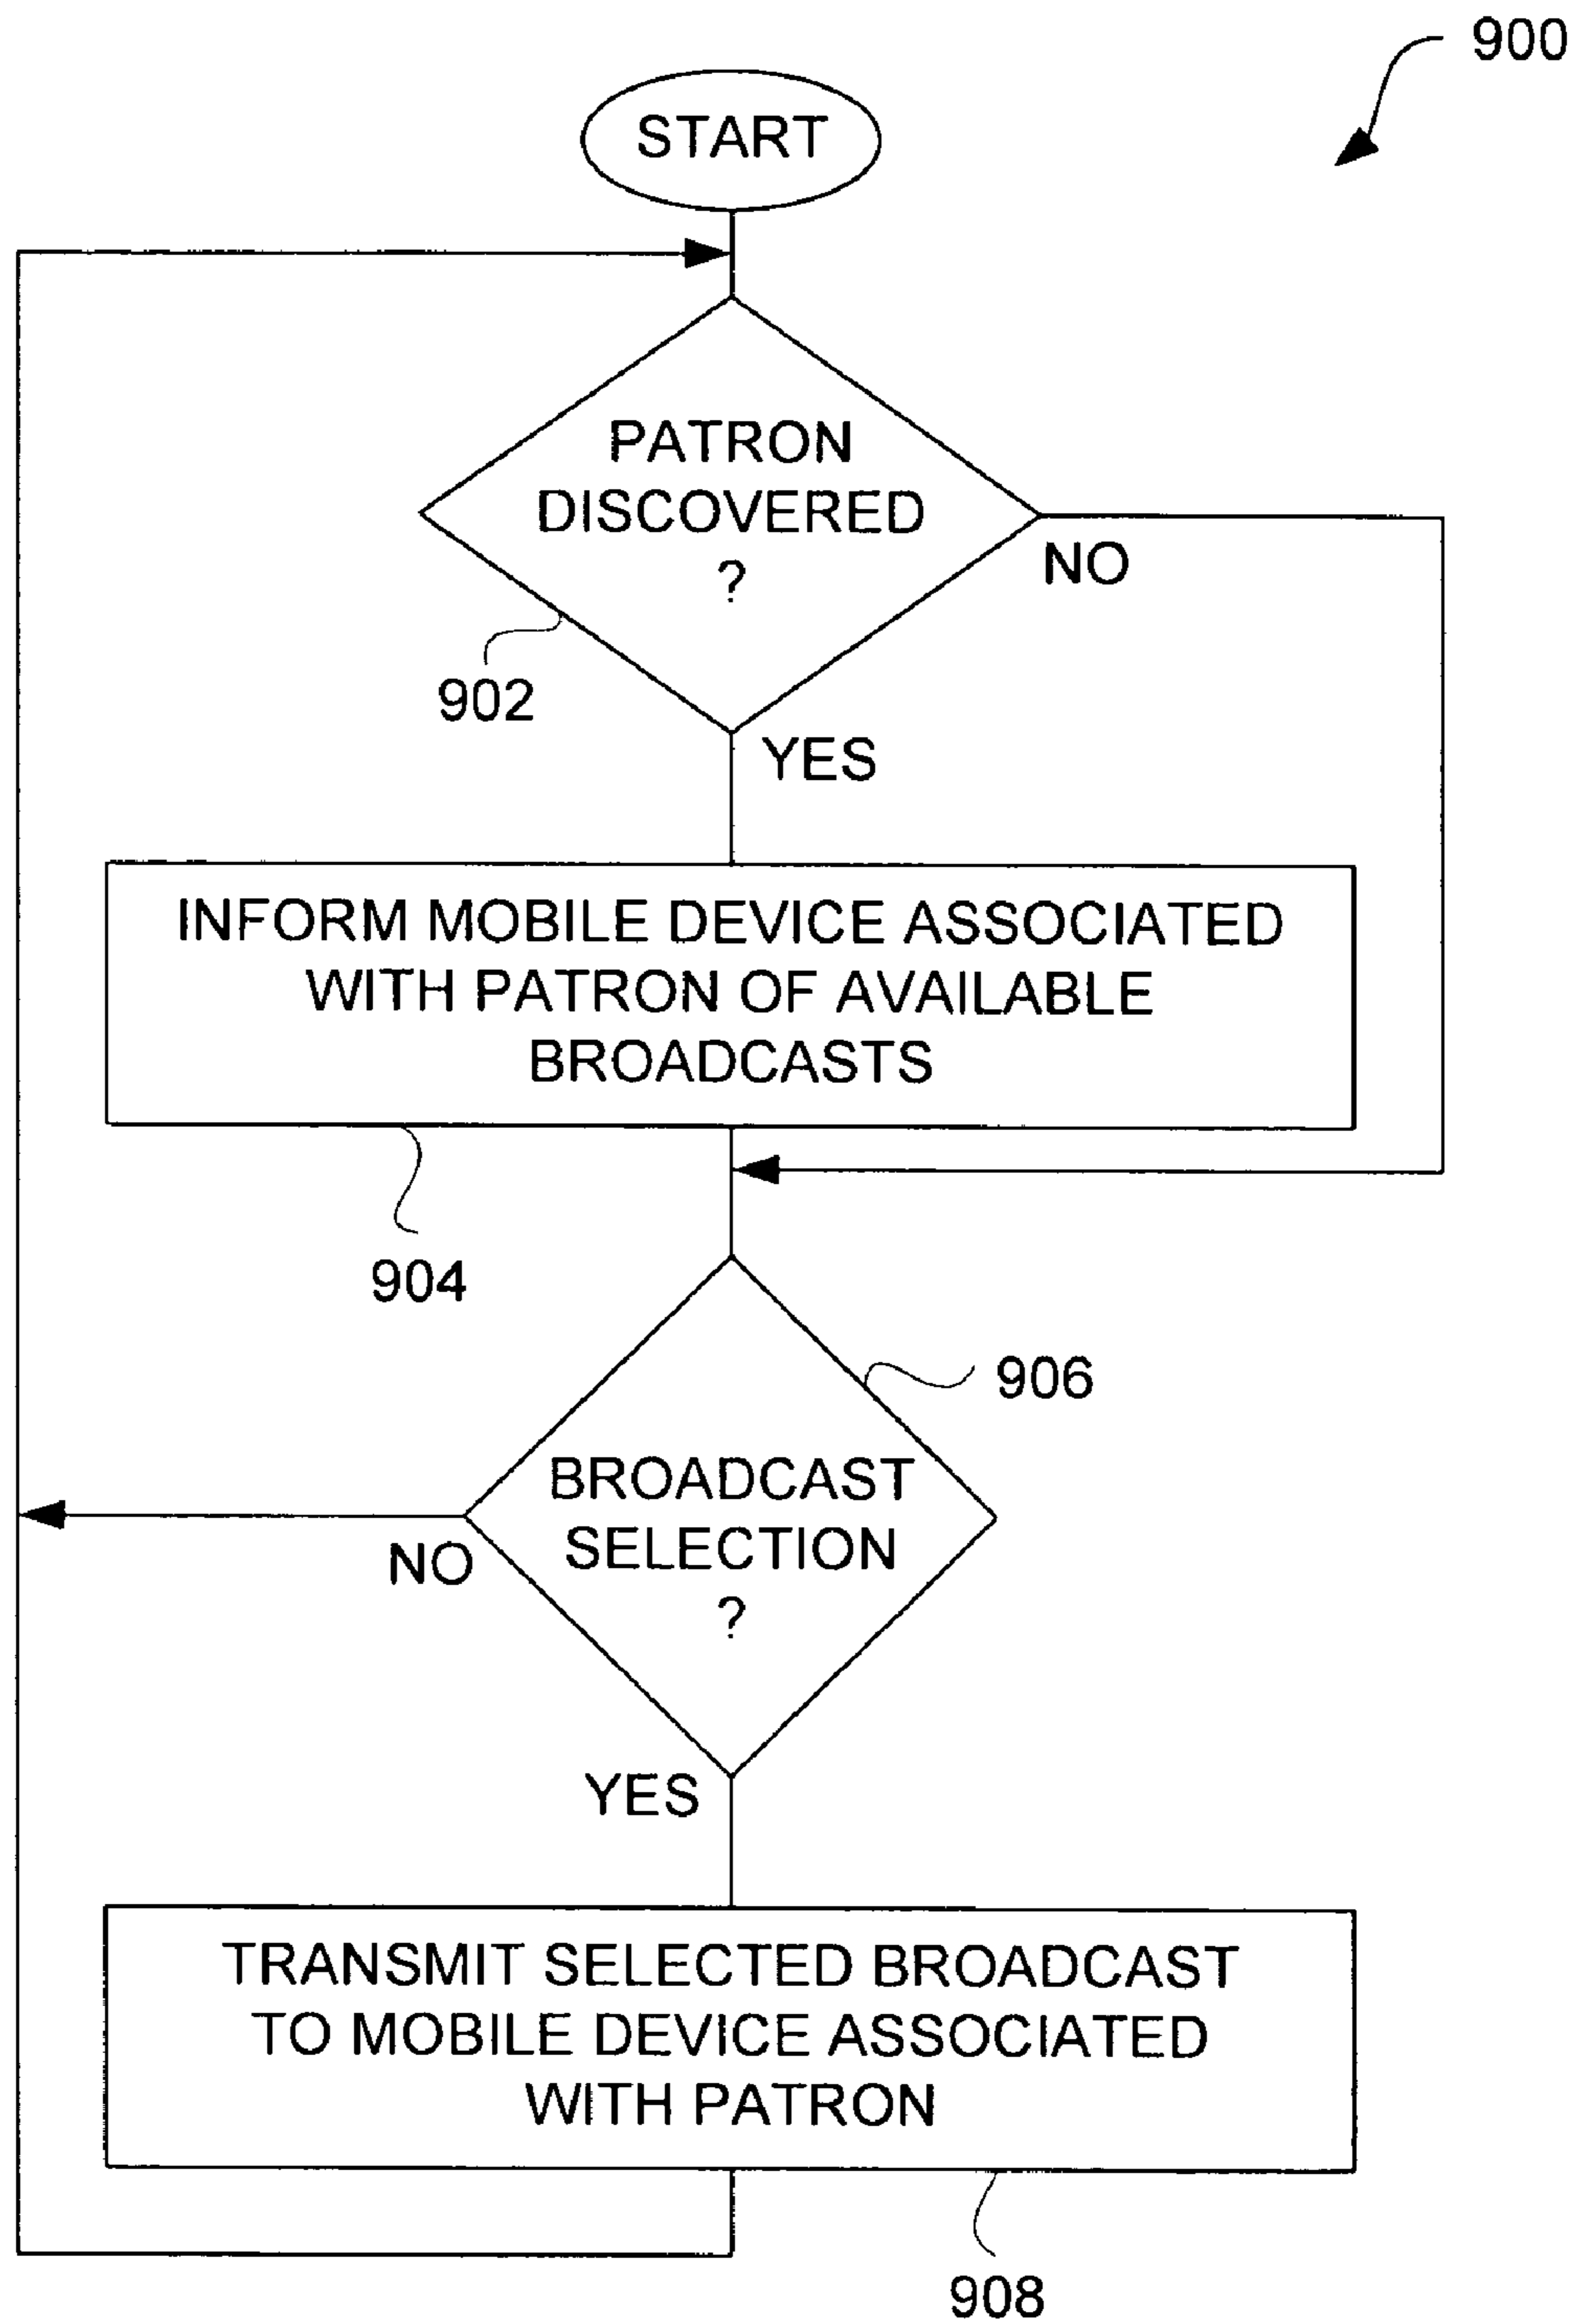 900
START
PATRON
DISCOVERED
?
NO
902
YES
INFORM MOBILE DEVICE ASSOCIATED
WITH PATRON OF AVAILABLE
BROADCASTS
904
906
BROADCAST
SELECTION
?
NO
YES
TRANSMIT SELECTED BROADCAST
TO MOBILE DEVICE ASSOCIATED
WITH PATRON
908